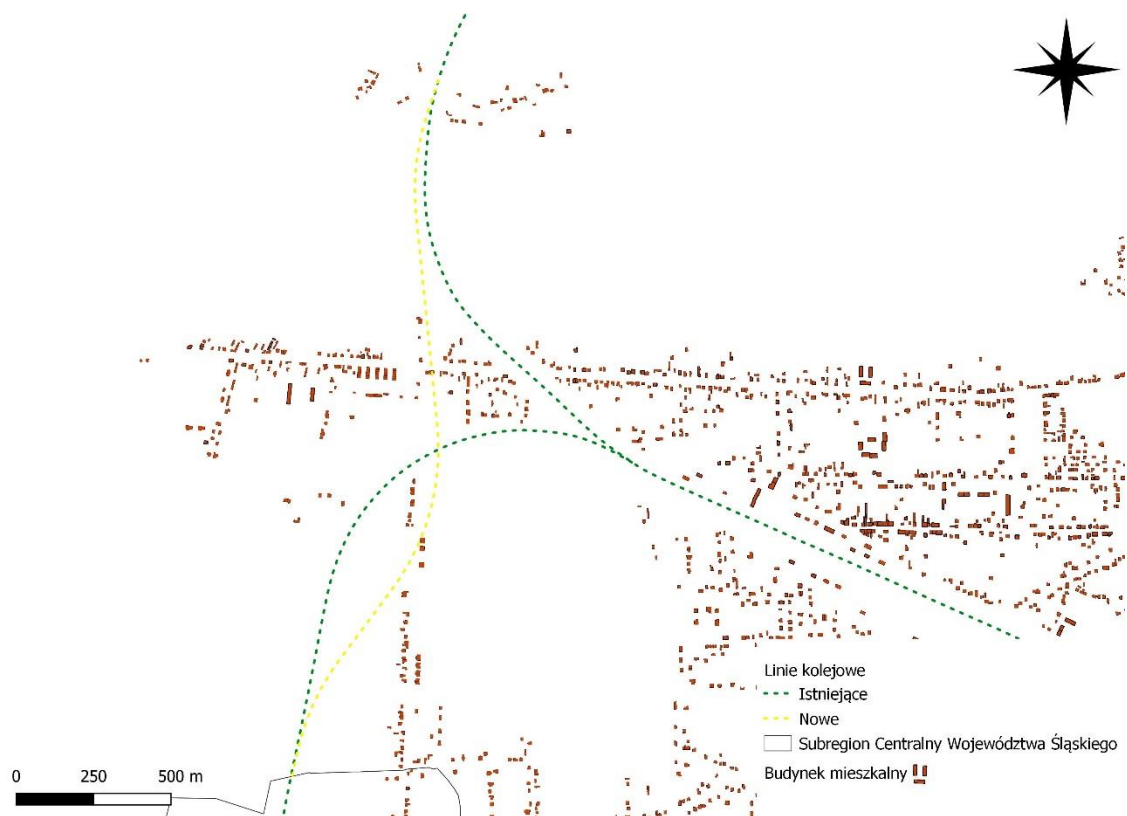 Linie kolejowe
Istniejące
Nowe
Subregion Centralny Województwa Śląskiego
Budynek mieszkalny
0 250 500 m